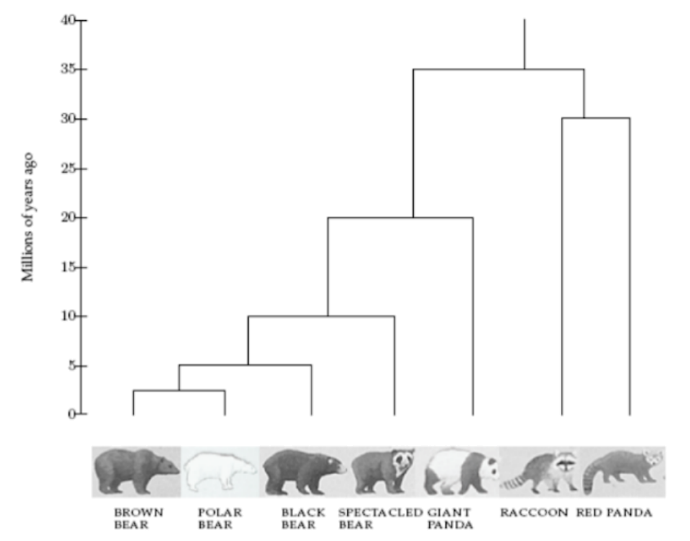 Millions of years ago
40
35
30
25
20
15
10
5
0
BROWN BEAR
POLAR BEAR
BLACK BEAR
SPECTACLED BEAR
GIANT PANDA
RACCOON
RED PANDA